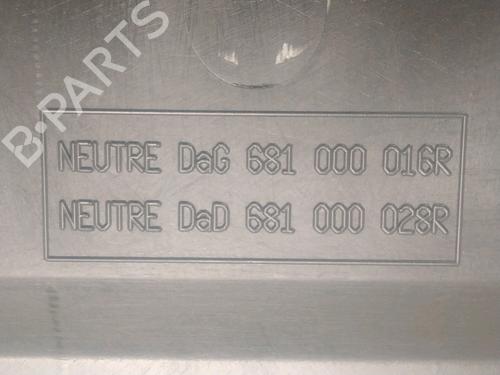 B-PARTS
NEUTRE DaG 681 000 016R
NEUTRE DaD 681 000 028R